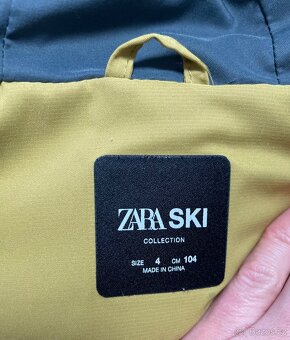 ZARA SKI
COLLECTION
SIZE 4 CM 104
MADE IN CHINA